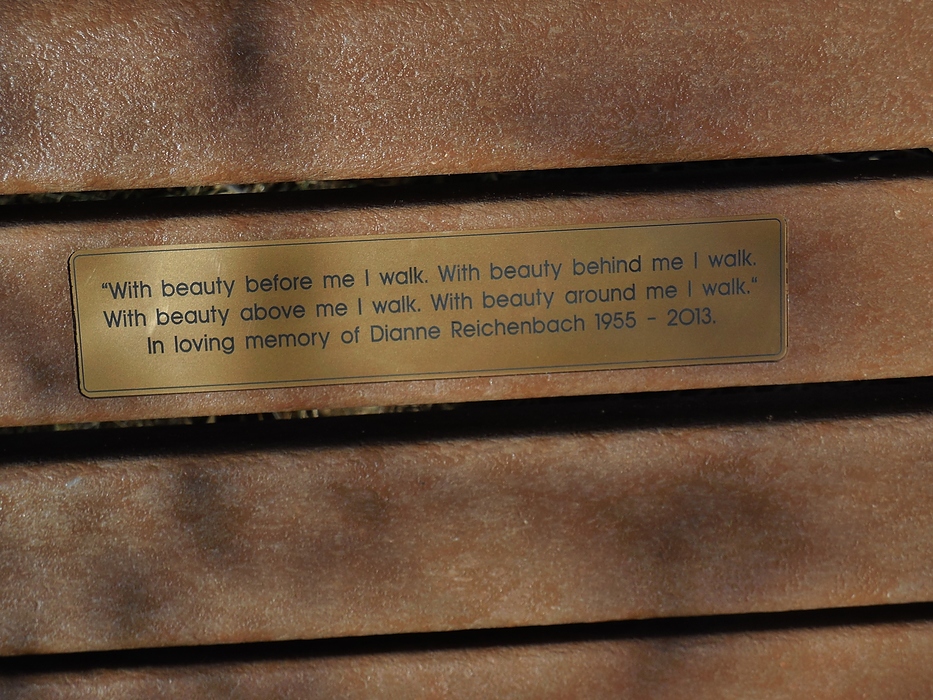 “With beauty before me I walk. With beauty behind me I walk.
With beauty above me I walk. With beauty around me I walk.“
In loving memory of Dianne Reichenbach 1955 - 2013.